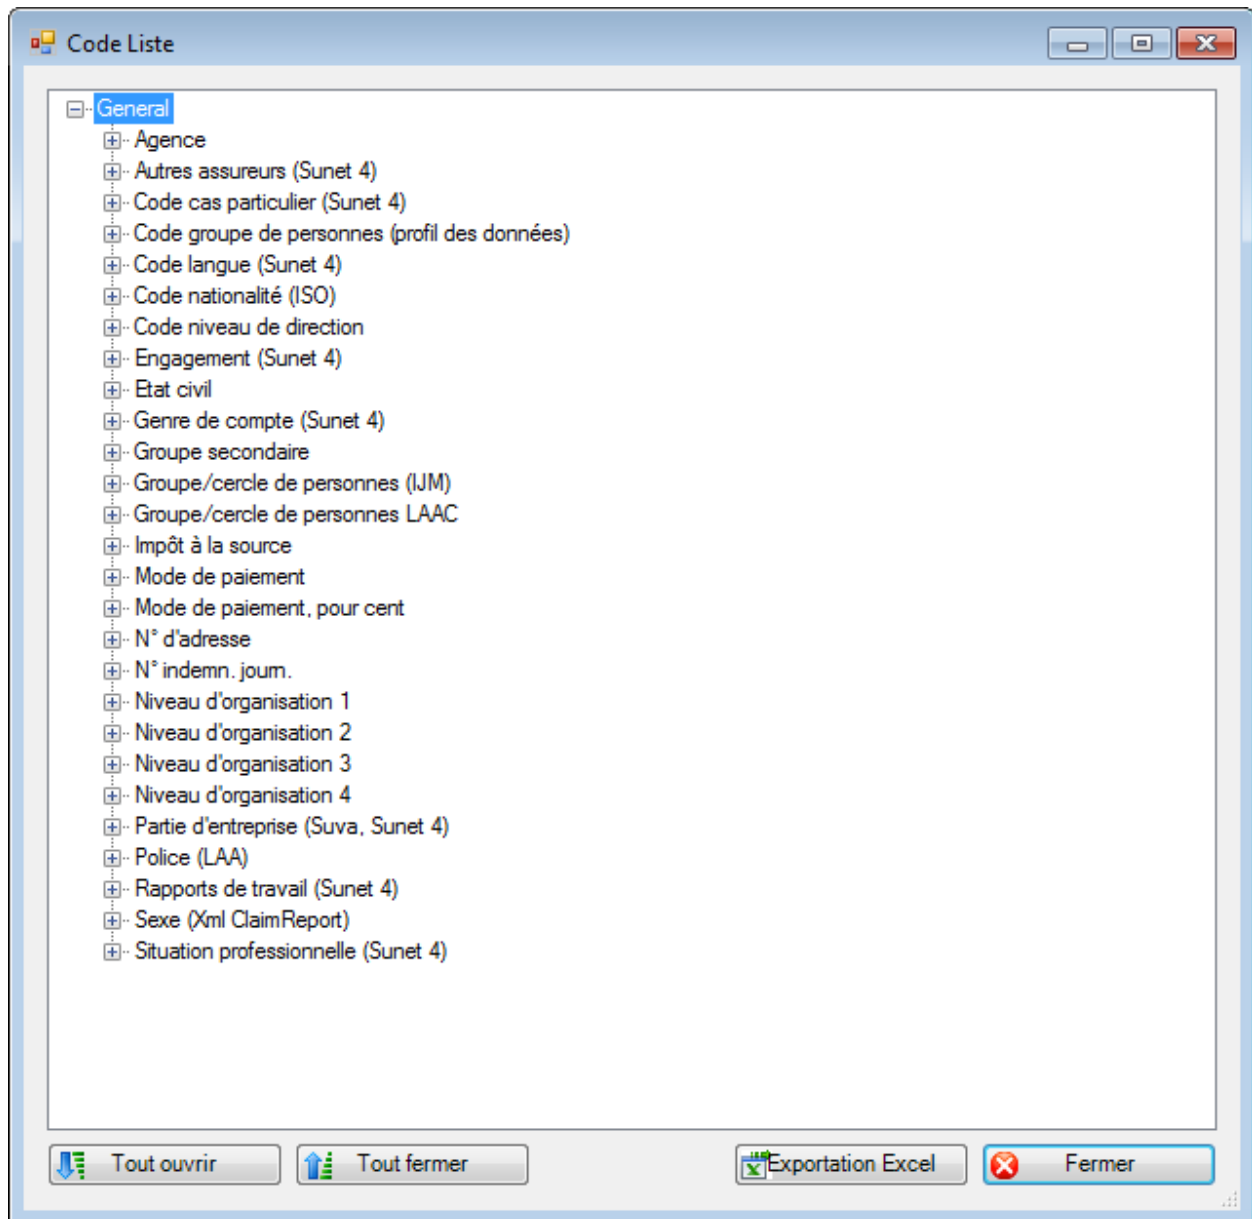 Code Liste
General
Agence
Autres assureurs (Sunet 4)
Code cas particulier (Sunet 4)
Code groupe de personnes (profil des données)
Code langue (Sunet 4)
Code nationalité (ISO)
Code niveau de direction
Engagement (Sunet 4)
Etat civil
Genre de compte (Sunet 4)
Groupe secondaire
Groupe/cercle de personnes (IJM)
Groupe/cercle de personnes LAAC
Impôt à la source
Mode de paiement
Mode de paiement, pour cent
N° d'adresse
N° indemn. journ.
Niveau d'organisation 1
Niveau d'organisation 2
Niveau d'organisation 3
Niveau d'organisation 4
Partie d'entreprise (Suva, Sunet 4)
Police (LAA)
Rapports de travail (Sunet 4)
Sexe (Xml ClaimReport)
Situation professionnelle (Sunet 4)
Tout ouvrir Tout fermer Exportation Excel Fermer